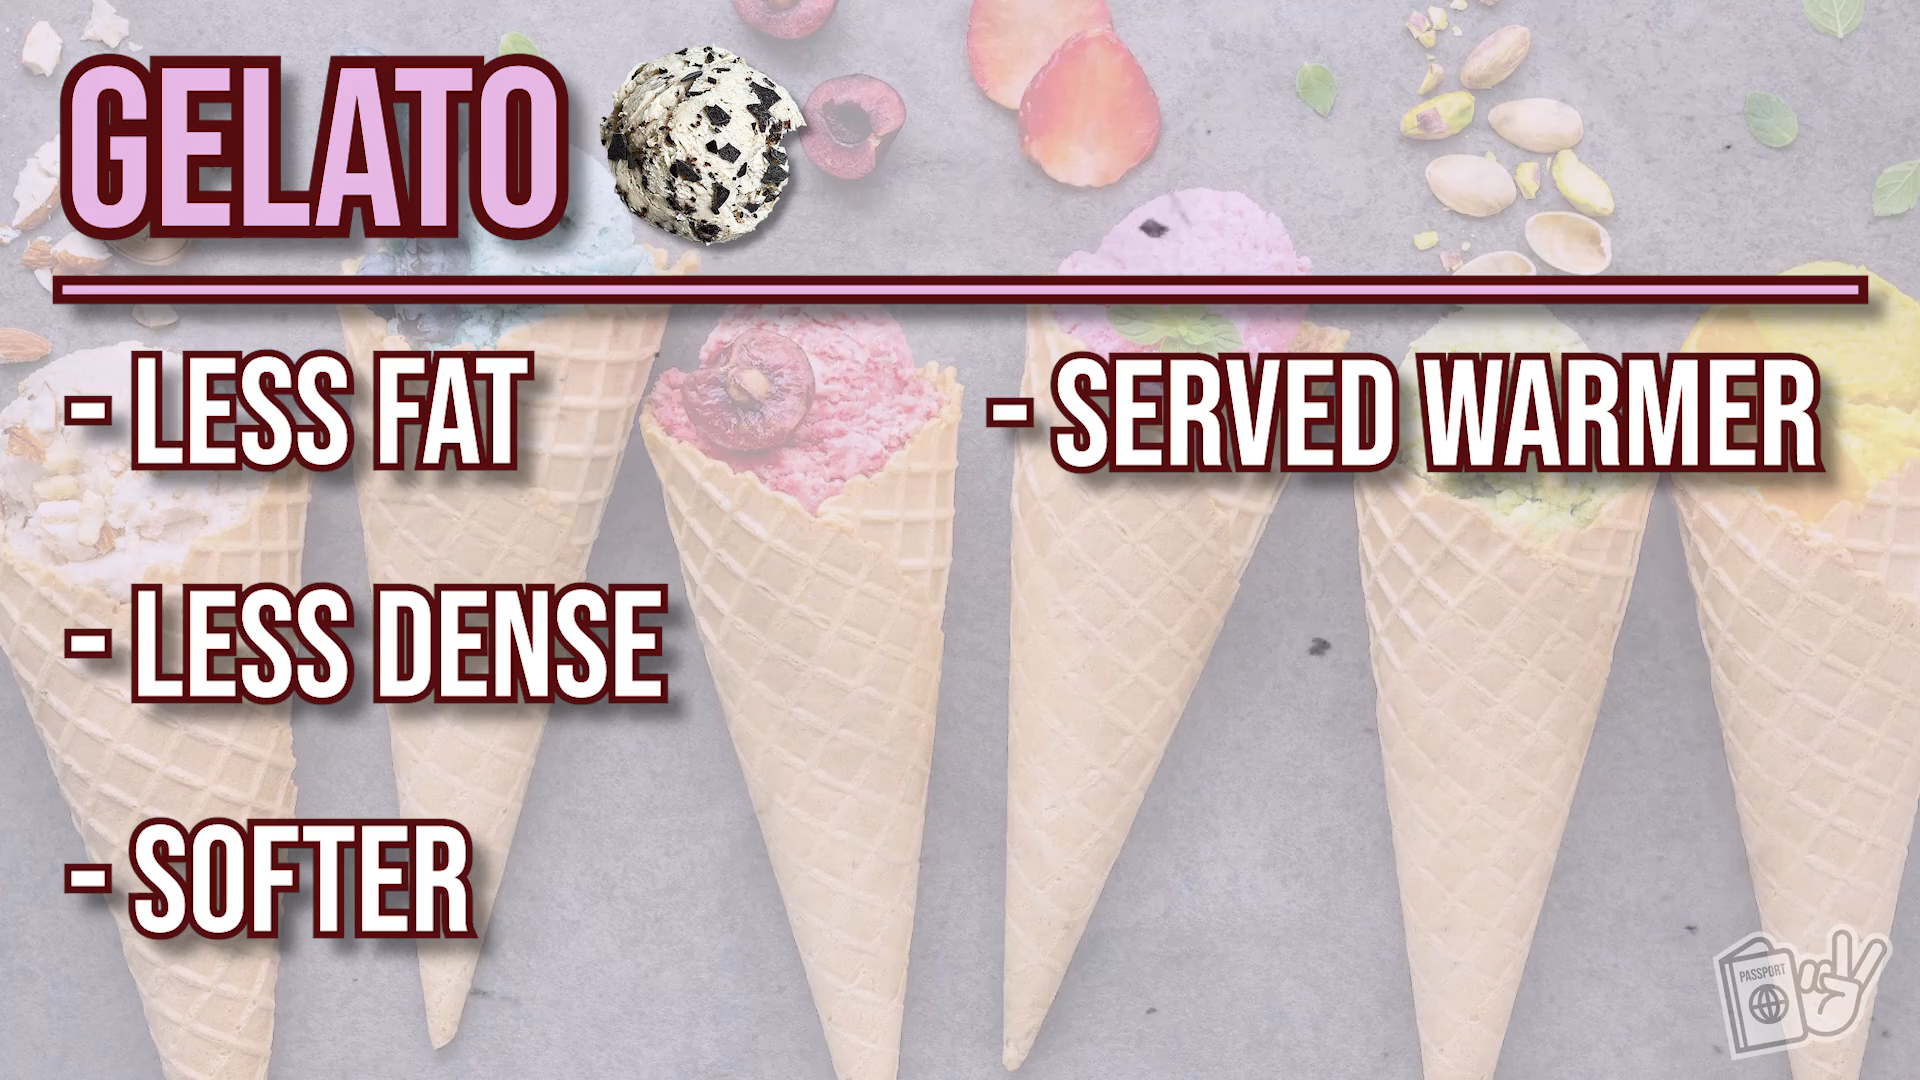 GELATO
- LESS FAT
- LESS DENSE
- SOFTER
- SERVED WARMER
PASSPORT